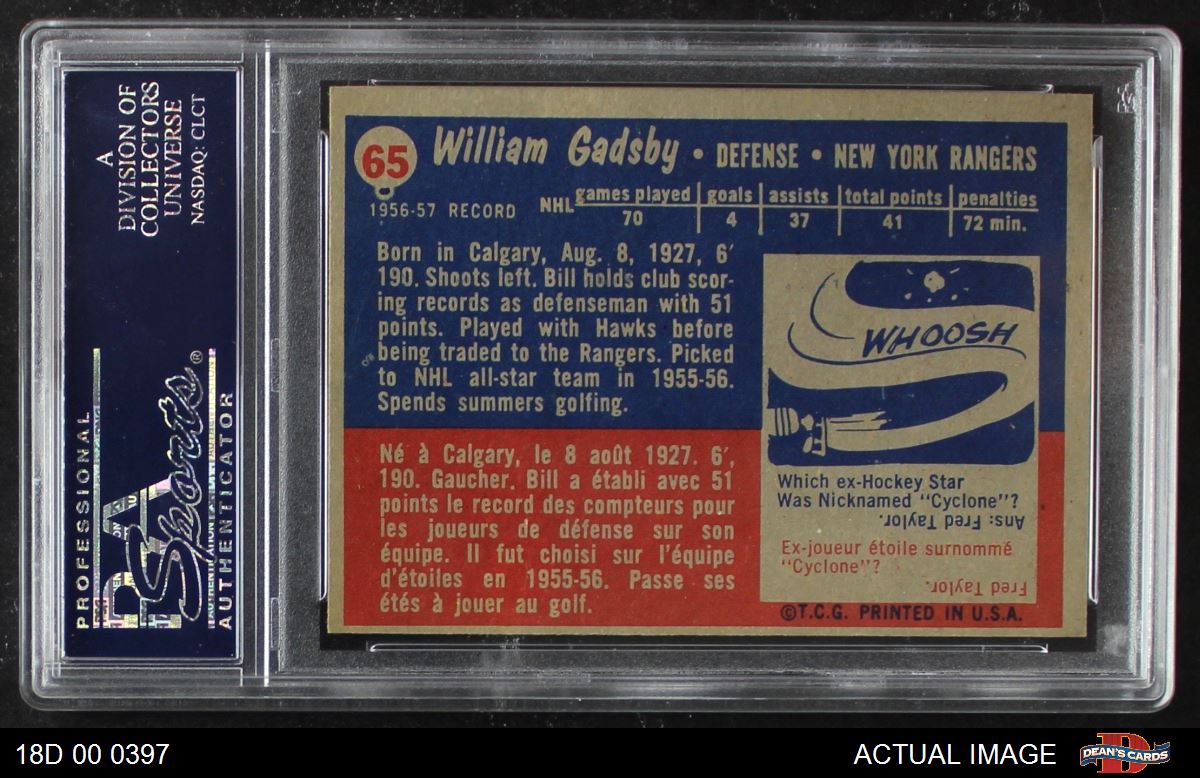 A
DIVISION OF
COLLECTORS
UNIVERSE
NASDAQ: CLCT
PROFESSIONAL
PSA
Sports®
AUTHENTICATOR
65
William Gadsby • DEFENSE • NEW YORK RANGERS
1956-57 RECORD
games played goals assists total points penalties
NHL 70 4 37 41 72 min.
Born in Calgary, Aug. 8, 1927, 6′
190. Shoots left. Bill holds club scor-
ing records as defenseman with 51
points. Played with Hawks before
being traded to the Rangers. Picked
to NHL all-star team in 1955-56.
Spends summers golfing.
Né à Calgary, le 8 août 1927. 6′,
190. Gaucher. Bill a établi avec 51
points le record des compteurs pour
les joueurs de défense sur son
équipe. Il fut choisi sur l'équipe
d'étoiles en 1955-56. Passe ses
étés à jouer au golf.
WHOOSH
Which ex-Hockey Star
Was Nicknamed "Cyclone"?
Ans: Fred Taylor.
Ex-joueur étoile surnommé
"Cyclone"?
Fred Taylor.
©T.C.G. PRINTED IN U.S.A.
18D 00 0397
ACTUAL IMAGE
DEAN'S CARDS